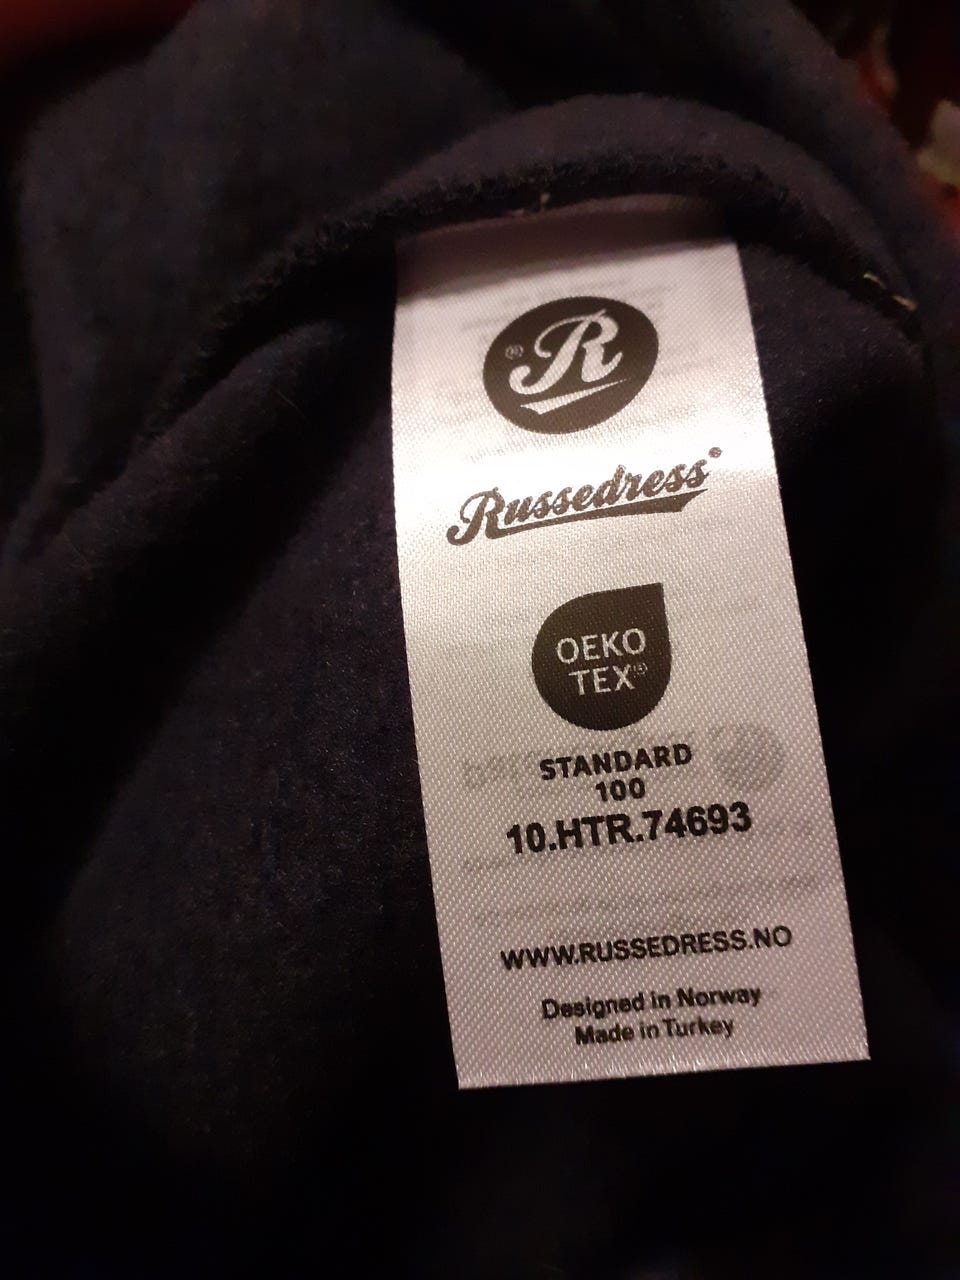 ® R
Russedress®
OEKO
TEX®
STANDARD
100
10.HTR.74693
WWW.RUSSEDRESS.NO
Designed in Norway
Made in Turkey